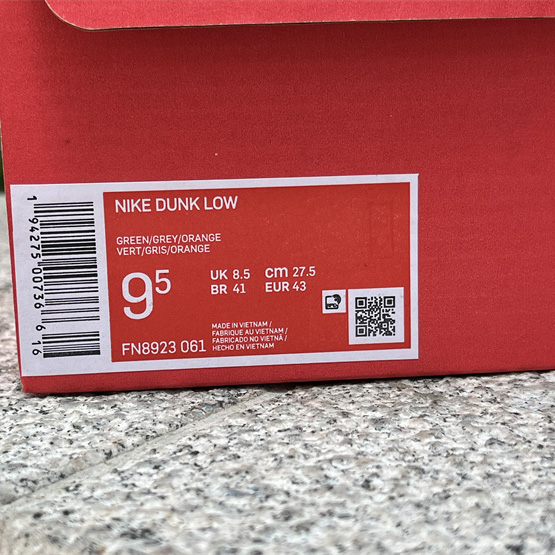 NIKE DUNK LOW
GREEN/GREY/ORANGE
VERT/GRIS/ORANGE
95
UK 8.5 cm 27.5
BR 41 EUR 43
MADE IN VIETNAM /
FABRIQUE AU VIETNAM /
FABRICADO NO VIETNÃ /
HECHO EN VIETNAM
FN8923 061
1 94275 00736 6 16